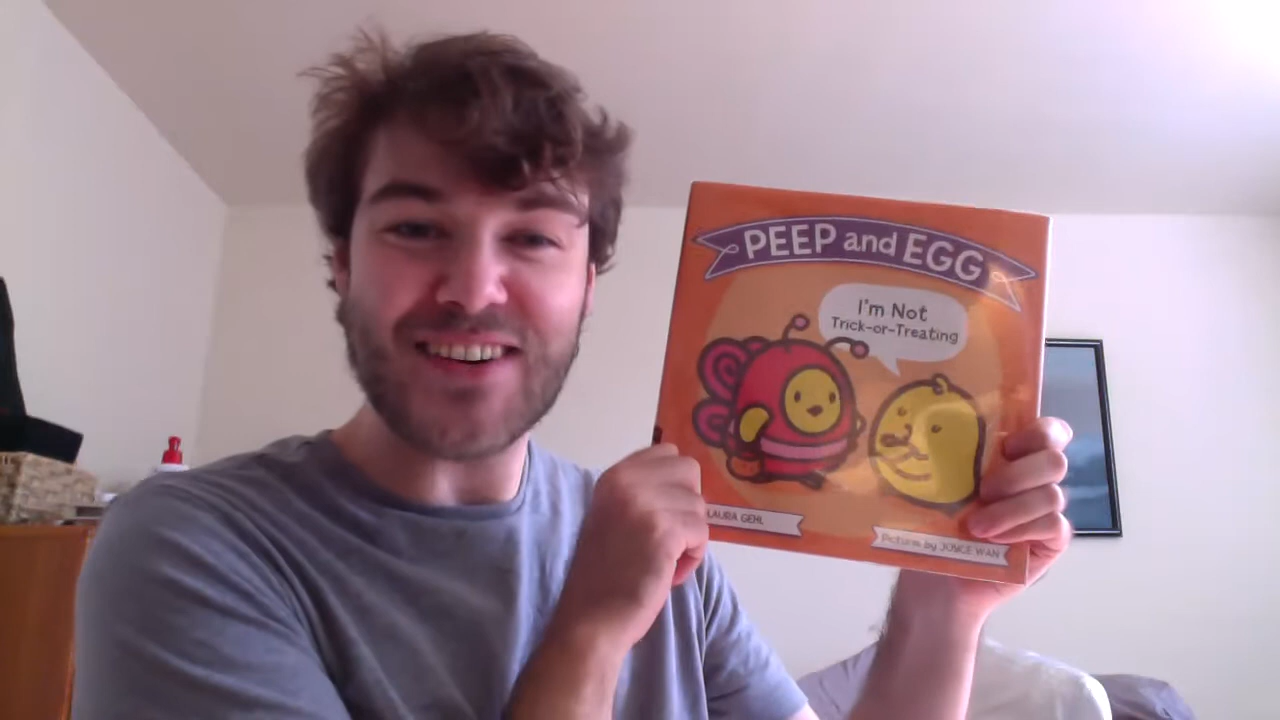 PEEP and EGG
I'm Not
Trick-or-Treating
LAURA GEHL
Pictures by JOYCE WAN